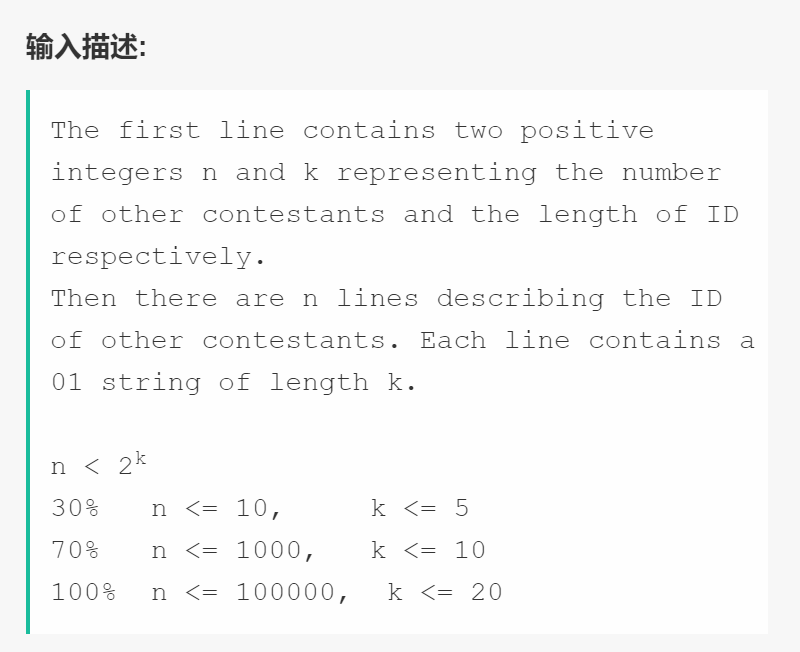 输入描述:
The first line contains two positive
integers n and k representing the number
of other contestants and the length of ID
respectively.
Then there are n lines describing the ID
of other contestants. Each line contains a
01 string of length k.
n < 2ᵏ
30%   n <= 10,     k <= 5
70%   n <= 1000,   k <= 10
100%  n <= 100000,  k <= 20